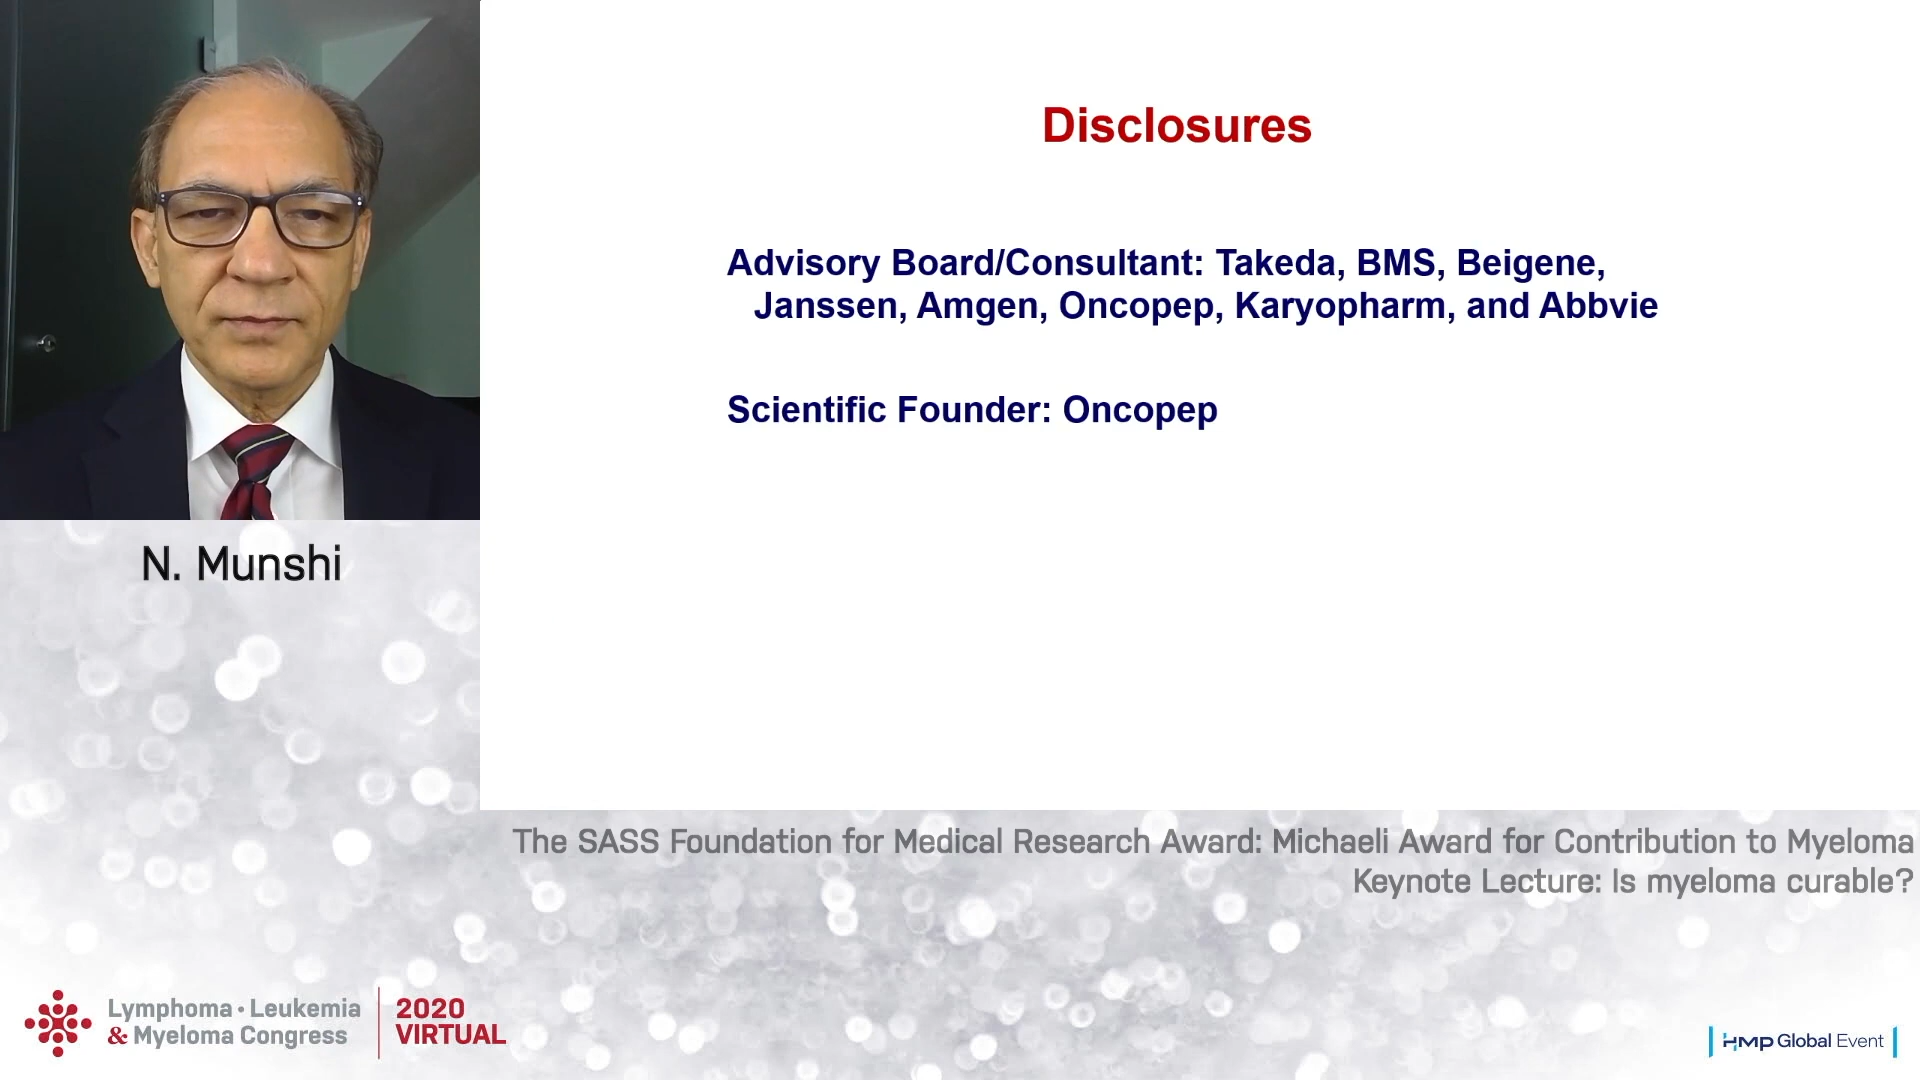 Disclosures
Advisory Board/Consultant: Takeda, BMS, Beigene,
Janssen, Amgen, Oncopep, Karyopharm, and Abbvie
Scientific Founder: Oncopep
N. Munshi
The SASS Foundation for Medical Research Award: Michaeli Award for Contribution to Myeloma
Keynote Lecture: Is myeloma curable?
Lymphoma • Leukemia
& Myeloma Congress
2020
VIRTUAL
HMP Global Event